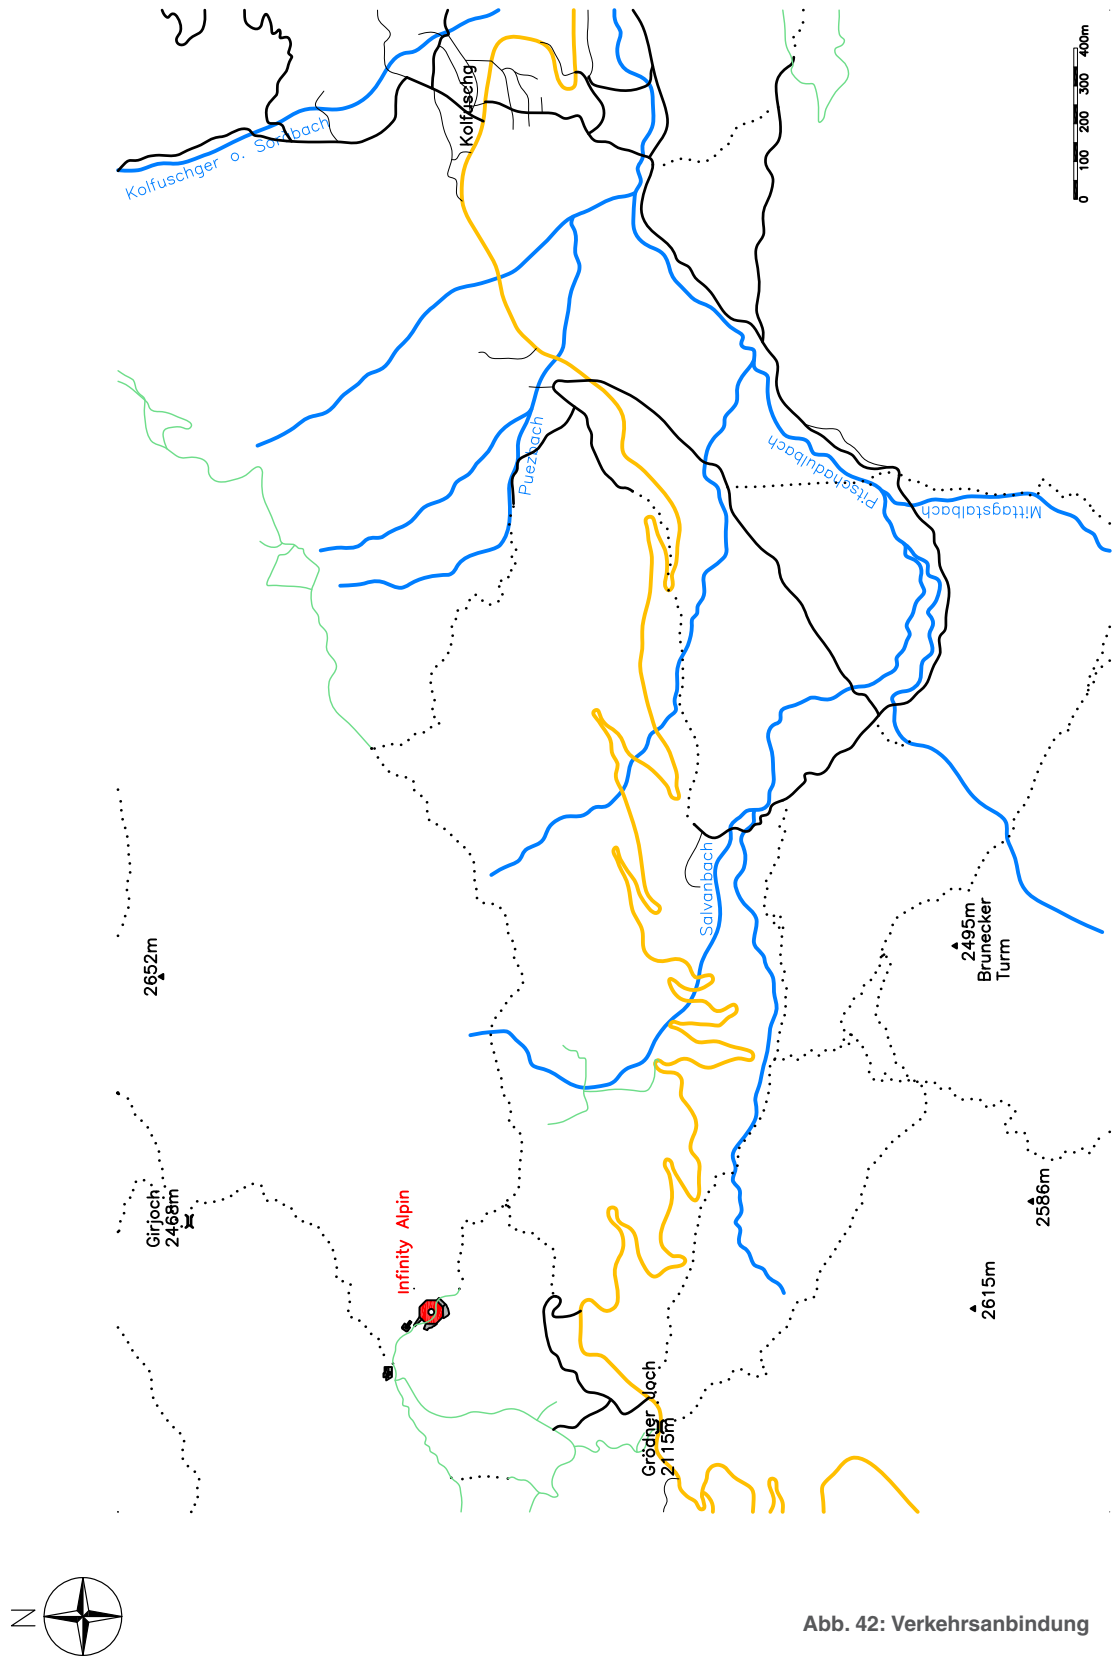 Kolfuschger o. Sombach
Kolfuschg
400m
300
200
100
0
Puezbach
Pitschadulbach
Mittagstalbach
Salvanbach
2652m
2495m
Brunecker
Turm
Girjoch
2468m
Infinity Alpin
2586m
2615m
Grödner Joch
2115m
N
Abb. 42: Verkehrsanbindung